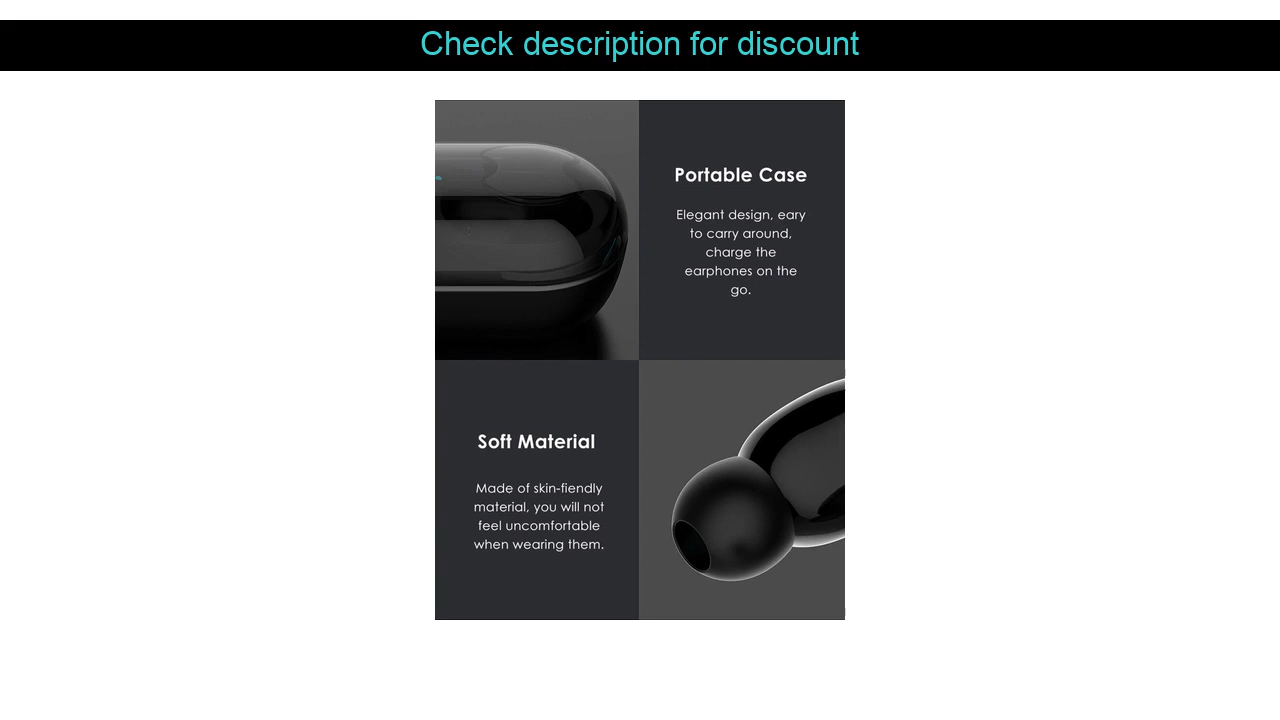 Check description for discount
Portable Case
Elegant design, eary
to carry around,
charge the
earphones on the
go.
Soft Material
Made of skin-fiendly
material, you will not
feel uncomfortable
when wearing them.